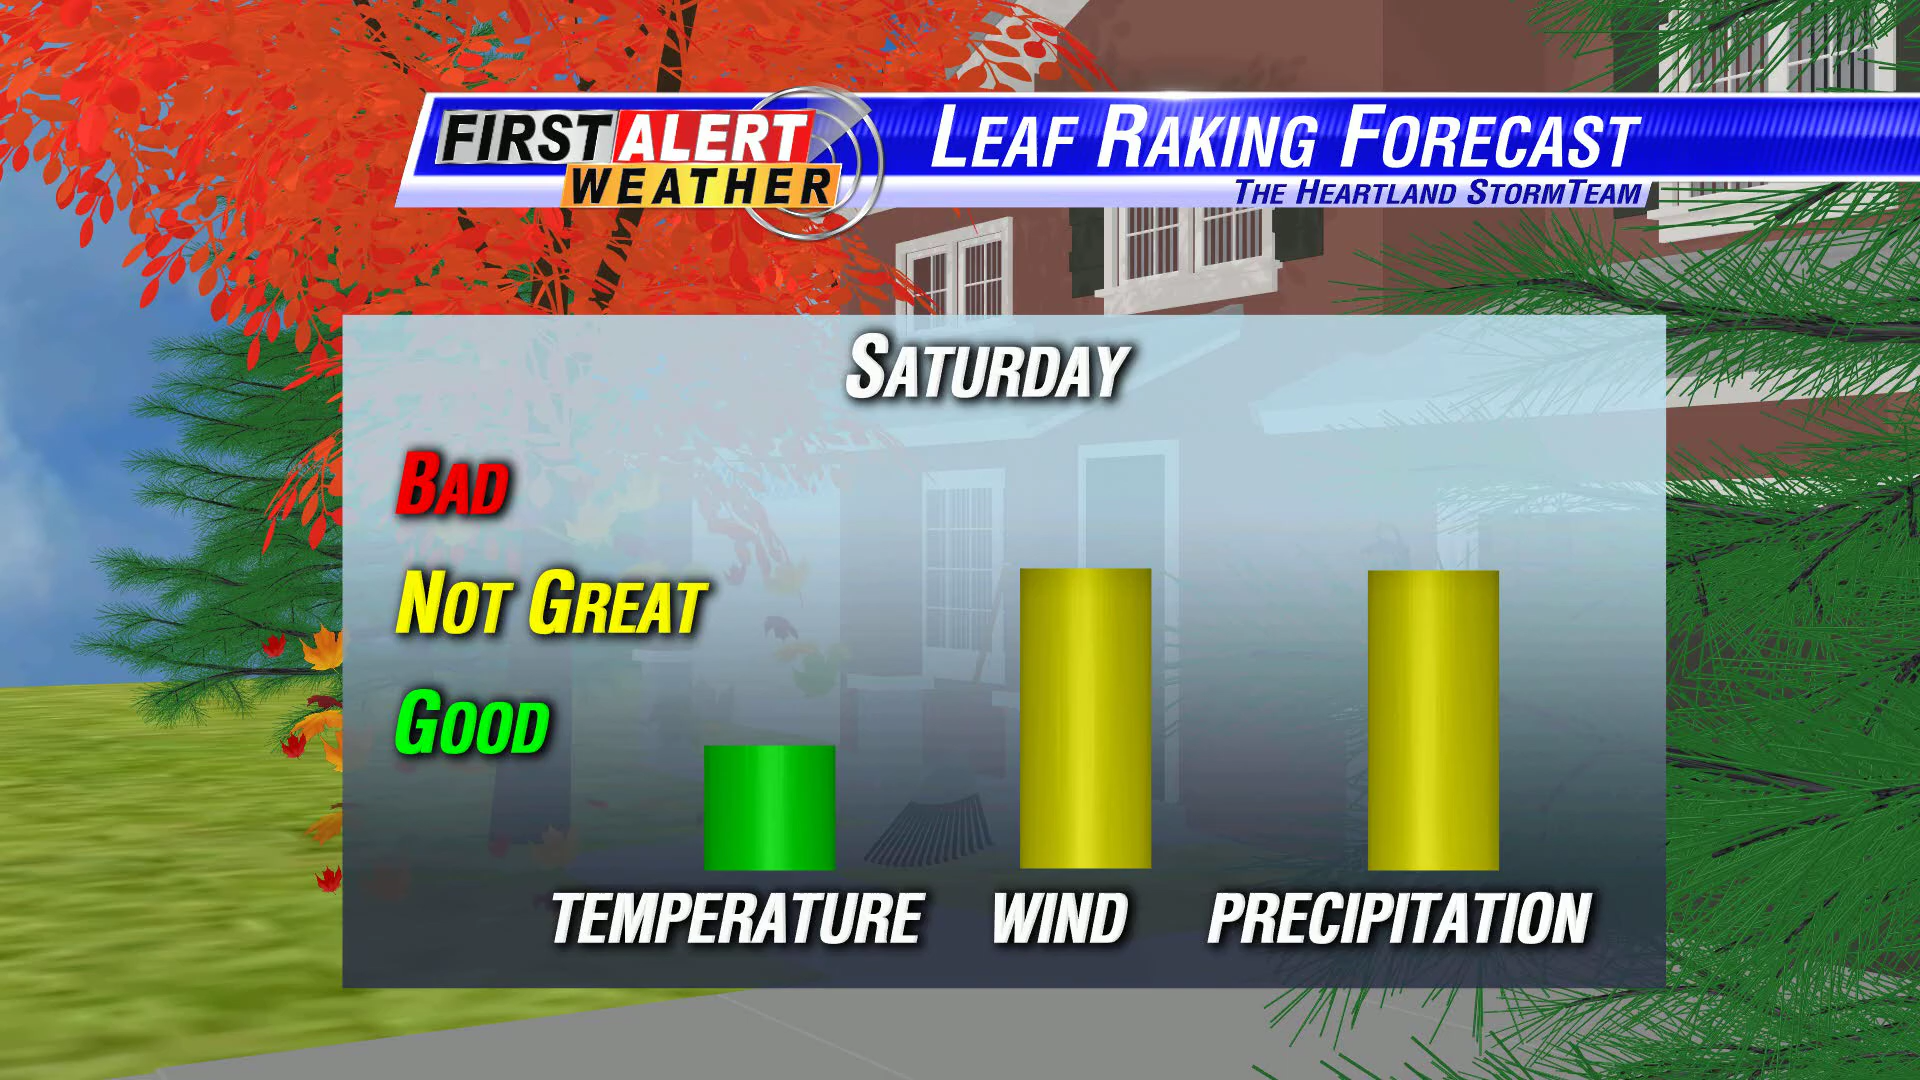 FIRST ALERT
WEATHER
LEAF RAKING FORECAST
THE HEARTLAND STORMTEAM
SATURDAY
BAD
NOT GREAT
GOOD
TEMPERATURE WIND PRECIPITATION